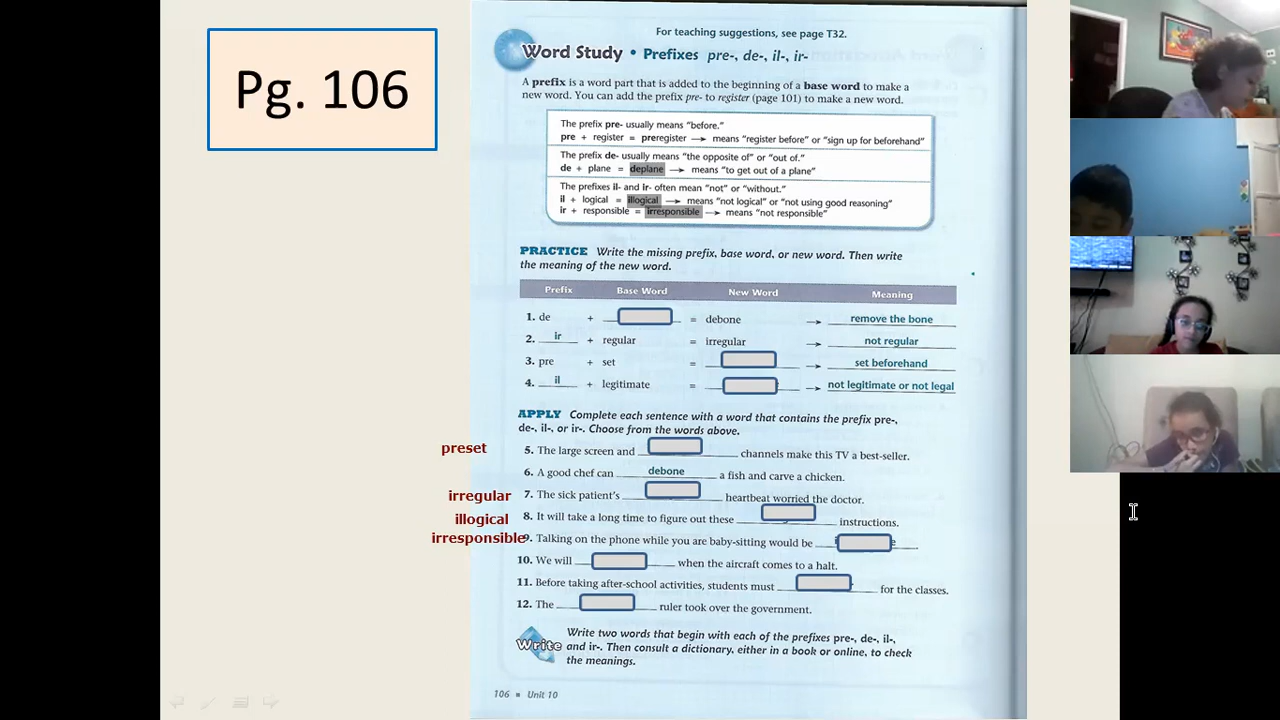 Pg. 106
For teaching suggestions, see page T32.
Word Study • Prefixes pre-, de-, il-, ir-
A prefix is a word part that is added to the beginning of a base word to make a
new word. You can add the prefix pre- to register (page 101) to make a new word.
The prefix pre- usually means "before."
pre + register = preregister → means "register before" or "sign up for beforehand"
The prefix de- usually means "the opposite of" or "out of."
de + plane = deplane → means "to get out of a plane"
The prefixes il- and ir- often mean "not" or "without."
il + logical = illogical → means "not logical" or "not using good reasoning"
ir + responsible = irresponsible → means "not responsible"
PRACTICE Write the missing prefix, base word, or new word. Then write
the meaning of the new word.
Prefix Base Word New Word Meaning
1. de + = debone → remove the bone
2. ir + regular = irregular → not regular
3. pre + set = → set beforehand
4. il + legitimate = → not legitimate or not legal
APPLY Complete each sentence with a word that contains the prefix pre-,
de-, il-, or ir-. Choose from the words above.
preset 5. The large screen and channels make this TV a best-seller.
6. A good chef can debone a fish and carve a chicken.
irregular 7. The sick patient's heartbeat worried the doctor.
illogical 8. It will take a long time to figure out these instructions.
irresponsible 9. Talking on the phone while you are baby-sitting would be
10. We will when the aircraft comes to a halt.
11. Before taking after-school activities, students must for the classes.
12. The ruler took over the government.
Write Write two words that begin with each of the prefixes pre-, de-, il-,
and ir-. Then consult a dictionary, either in a book or online, to check
the meanings.
106 ■ Unit 10